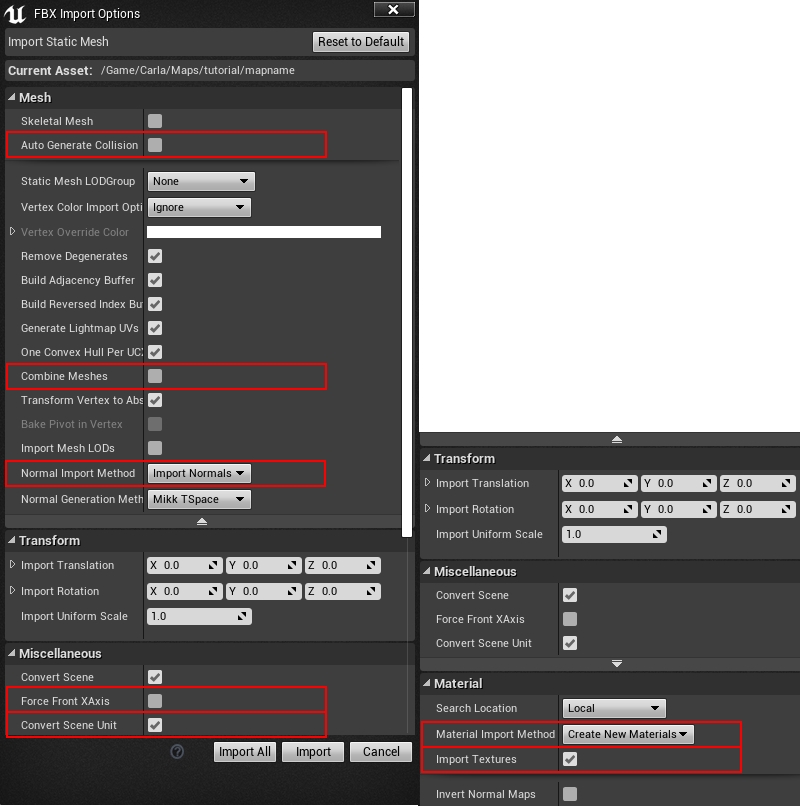 FBX Import Options
Import Static Mesh
Reset to Default
Current Asset: /Game/Carla/Maps/tutorial/mapname
Mesh
Skeletal Mesh
Auto Generate Collision
Static Mesh LODGroup None
Vertex Color Import Opti Ignore
Vertex Override Color
Remove Degenerates
Build Adjacency Buffer
Build Reversed Index Bu
Generate Lightmap UVs
One Convex Hull Per UCX
Combine Meshes
Transform Vertex to Abs
Bake Pivot in Vertex
Import Mesh LODs
Normal Import Method Import Normals
Normal Generation Meth Mikk TSpace
Transform
Import Translation X 0.0 Y 0.0 Z 0.0
Import Rotation X 0.0 Y 0.0 Z 0.0
Import Uniform Scale 1.0
Miscellaneous
Convert Scene
Force Front XAxis
Convert Scene Unit
? Import All Import Cancel
Transform
Import Translation X 0.0 Y 0.0 Z 0.0
Import Rotation X 0.0 Y 0.0 Z 0.0
Import Uniform Scale 1.0
Miscellaneous
Convert Scene
Force Front XAxis
Convert Scene Unit
Material
Search Location Local
Material Import Method Create New Materials
Import Textures
Invert Normal Maps